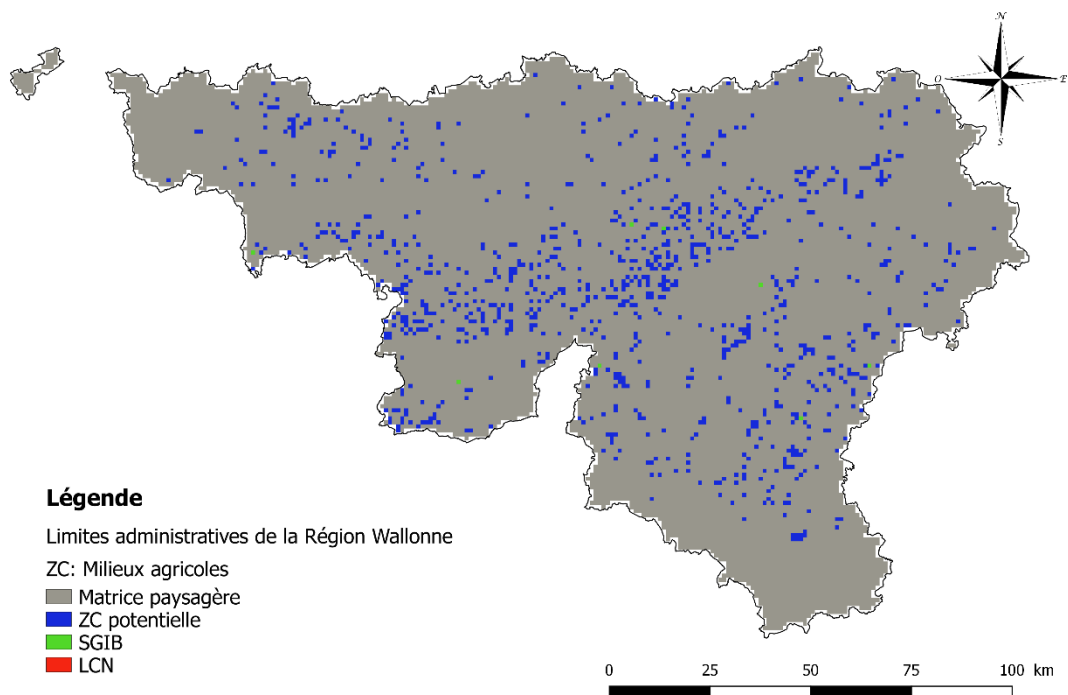 N
O
E
S
Légende
Limites administratives de la Région Wallonne
ZC: Milieux agricoles
Matrice paysagère
ZC potentielle
SGIB
LCN
0 25 50 75 100 km